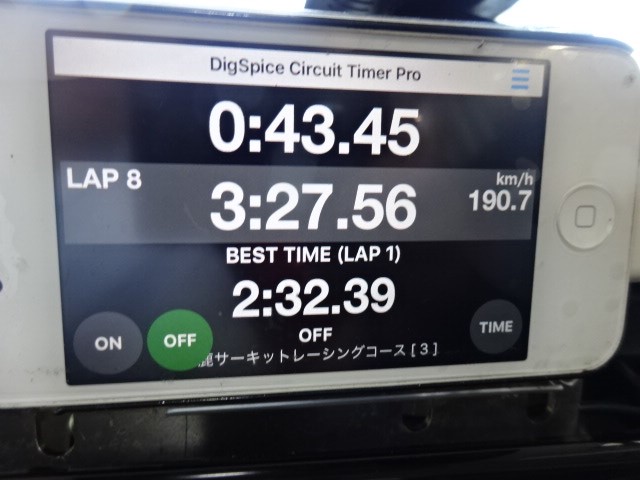 DigSpice Circuit Timer Pro
0:43.45
LAP 8
3:27.56
km/h
190.7
BEST TIME (LAP 1)
2:32.39
ON
OFF
OFF
TIME
鹿サーキットレーシングコース [ 3 ]